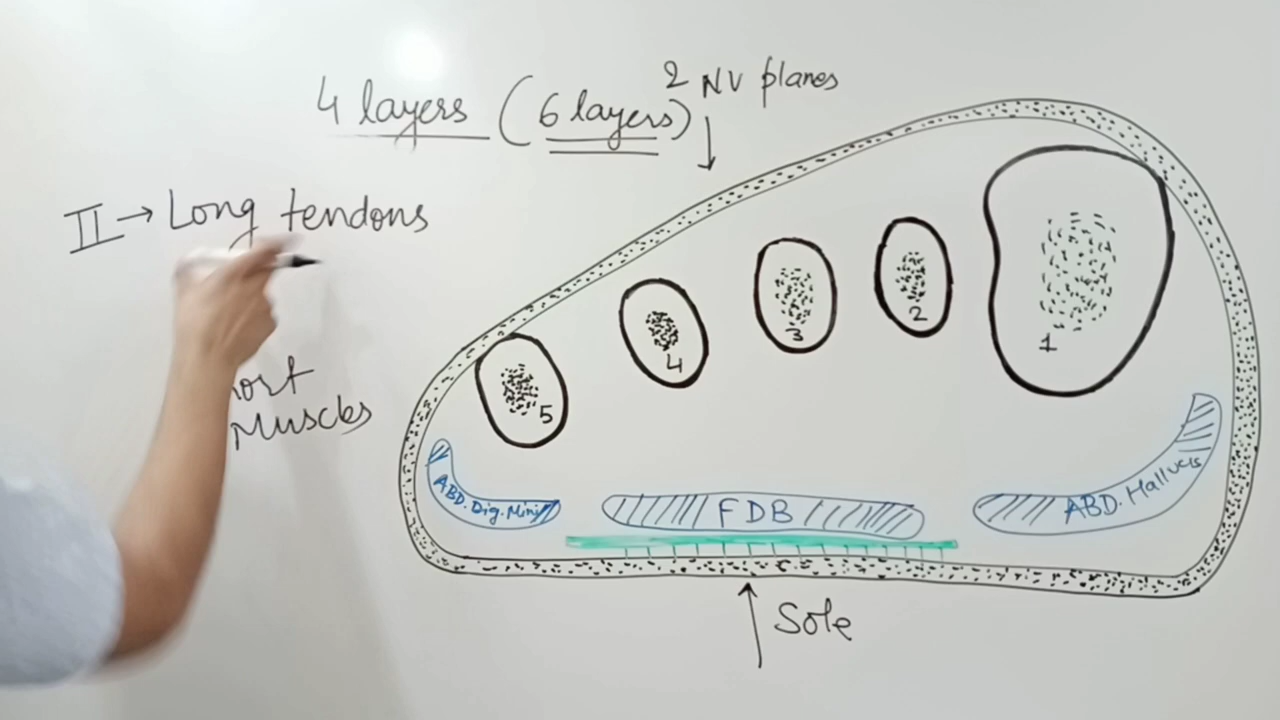 2 NV planes
4 layers (6 layers)
II → Long tendons
Muscles
5
4
3
2
1
ABD. Dig. Mini
FDB
ABD. Hallucis
Sole